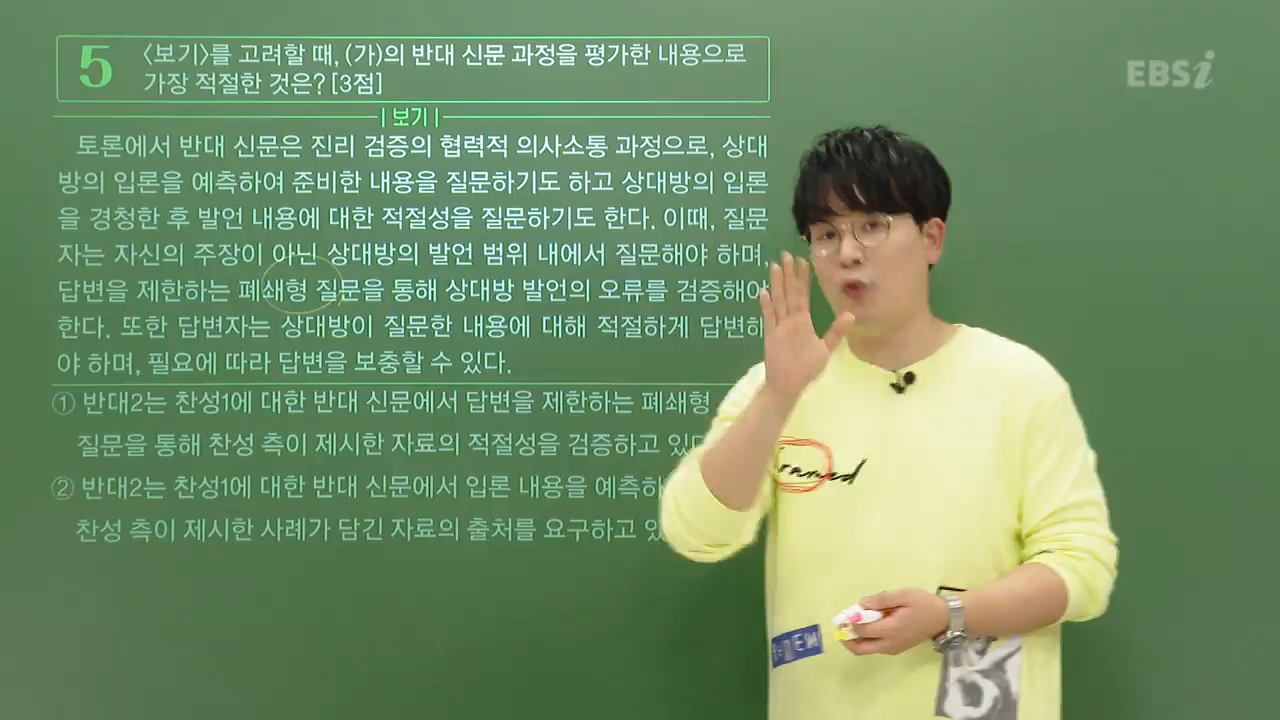 5 〈보기〉를 고려할 때, (가)의 반대 신문 과정을 평가한 내용으로
가장 적절한 것은? [3점]
EBSi
보기
토론에서 반대 신문은 진리 검증의 협력적 의사소통 과정으로, 상대
방의 입론을 예측하여 준비한 내용을 질문하기도 하고 상대방의 입론
을 경청한 후 발언 내용에 대한 적절성을 질문하기도 한다. 이때, 질문
자는 자신의 주장이 아닌 상대방의 발언 범위 내에서 질문해야 하며,
답변을 제한하는 폐쇄형 질문을 통해 상대방 발언의 오류를 검증해야
한다. 또한 답변자는 상대방이 질문한 내용에 대해 적절하게 답변해
야 하며, 필요에 따라 답변을 보충할 수 있다.
① 반대2는 찬성1에 대한 반대 신문에서 답변을 제한하는 폐쇄형
질문을 통해 찬성 측이 제시한 자료의 적절성을 검증하고 있다
② 반대2는 찬성1에 대한 반대 신문에서 입론 내용을 예측하
찬성 측이 제시한 사례가 담긴 자료의 출처를 요구하고 있